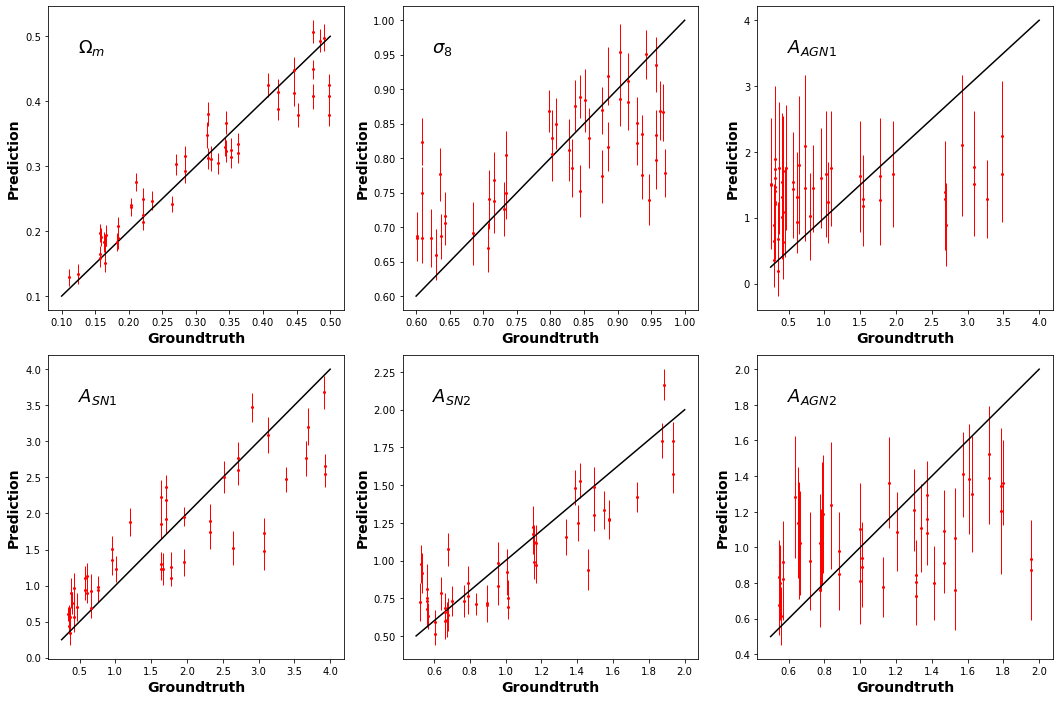 Ω_m
0.5
0.4
0.3
0.2
0.1
Prediction
0.10 0.15 0.20 0.25 0.30 0.35 0.40 0.45 0.50
Groundtruth
σ_8
1.00
0.95
0.90
0.85
0.80
0.75
0.70
0.65
0.60
Prediction
0.60 0.65 0.70 0.75 0.80 0.85 0.90 0.95 1.00
Groundtruth
A_AGN1
4
3
2
1
0
Prediction
0.5 1.0 1.5 2.0 2.5 3.0 3.5 4.0
Groundtruth
A_SN1
4.0
3.5
3.0
2.5
2.0
1.5
1.0
0.5
0.0
Prediction
0.5 1.0 1.5 2.0 2.5 3.0 3.5 4.0
Groundtruth
A_SN2
2.25
2.00
1.75
1.50
1.25
1.00
0.75
0.50
Prediction
0.6 0.8 1.0 1.2 1.4 1.6 1.8 2.0
Groundtruth
A_AGN2
2.0
1.8
1.6
1.4
1.2
1.0
0.8
0.6
0.4
Prediction
0.6 0.8 1.0 1.2 1.4 1.6 1.8 2.0
Groundtruth